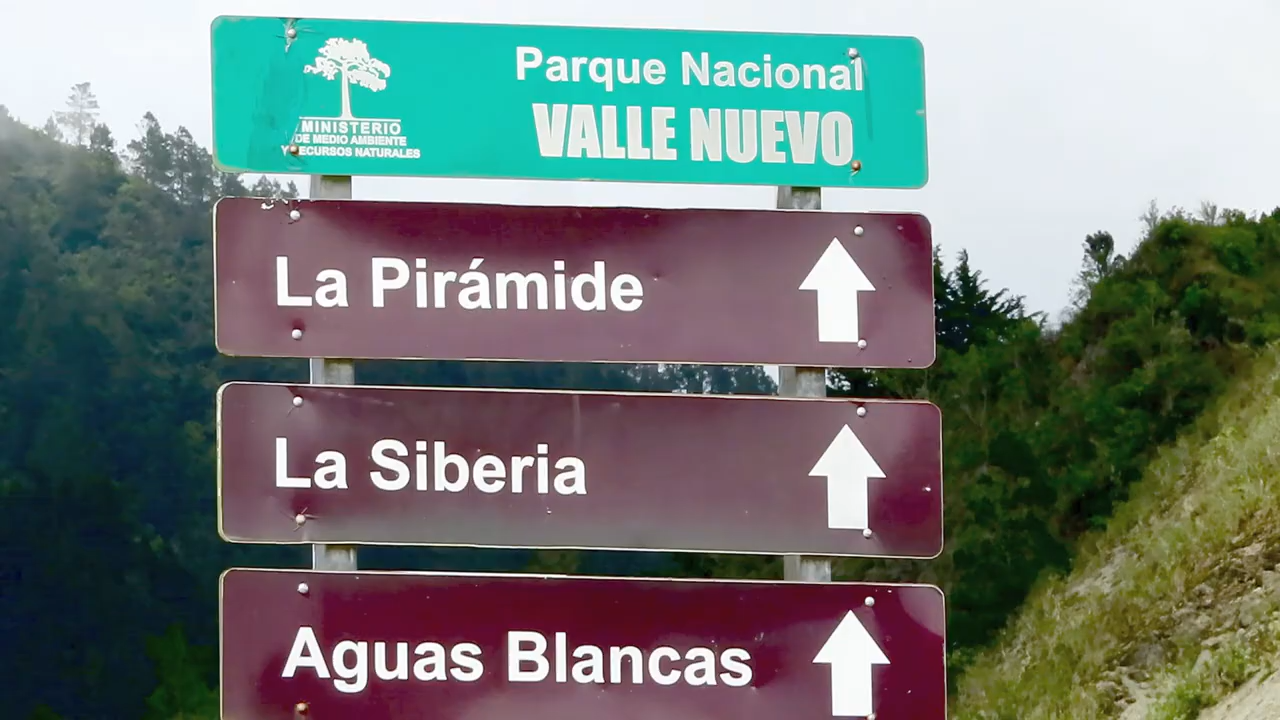 MINISTERIO
DE MEDIO AMBIENTE
Y RECURSOS NATURALES
Parque Nacional
VALLE NUEVO
La Pirámide
La Siberia
Aguas Blancas